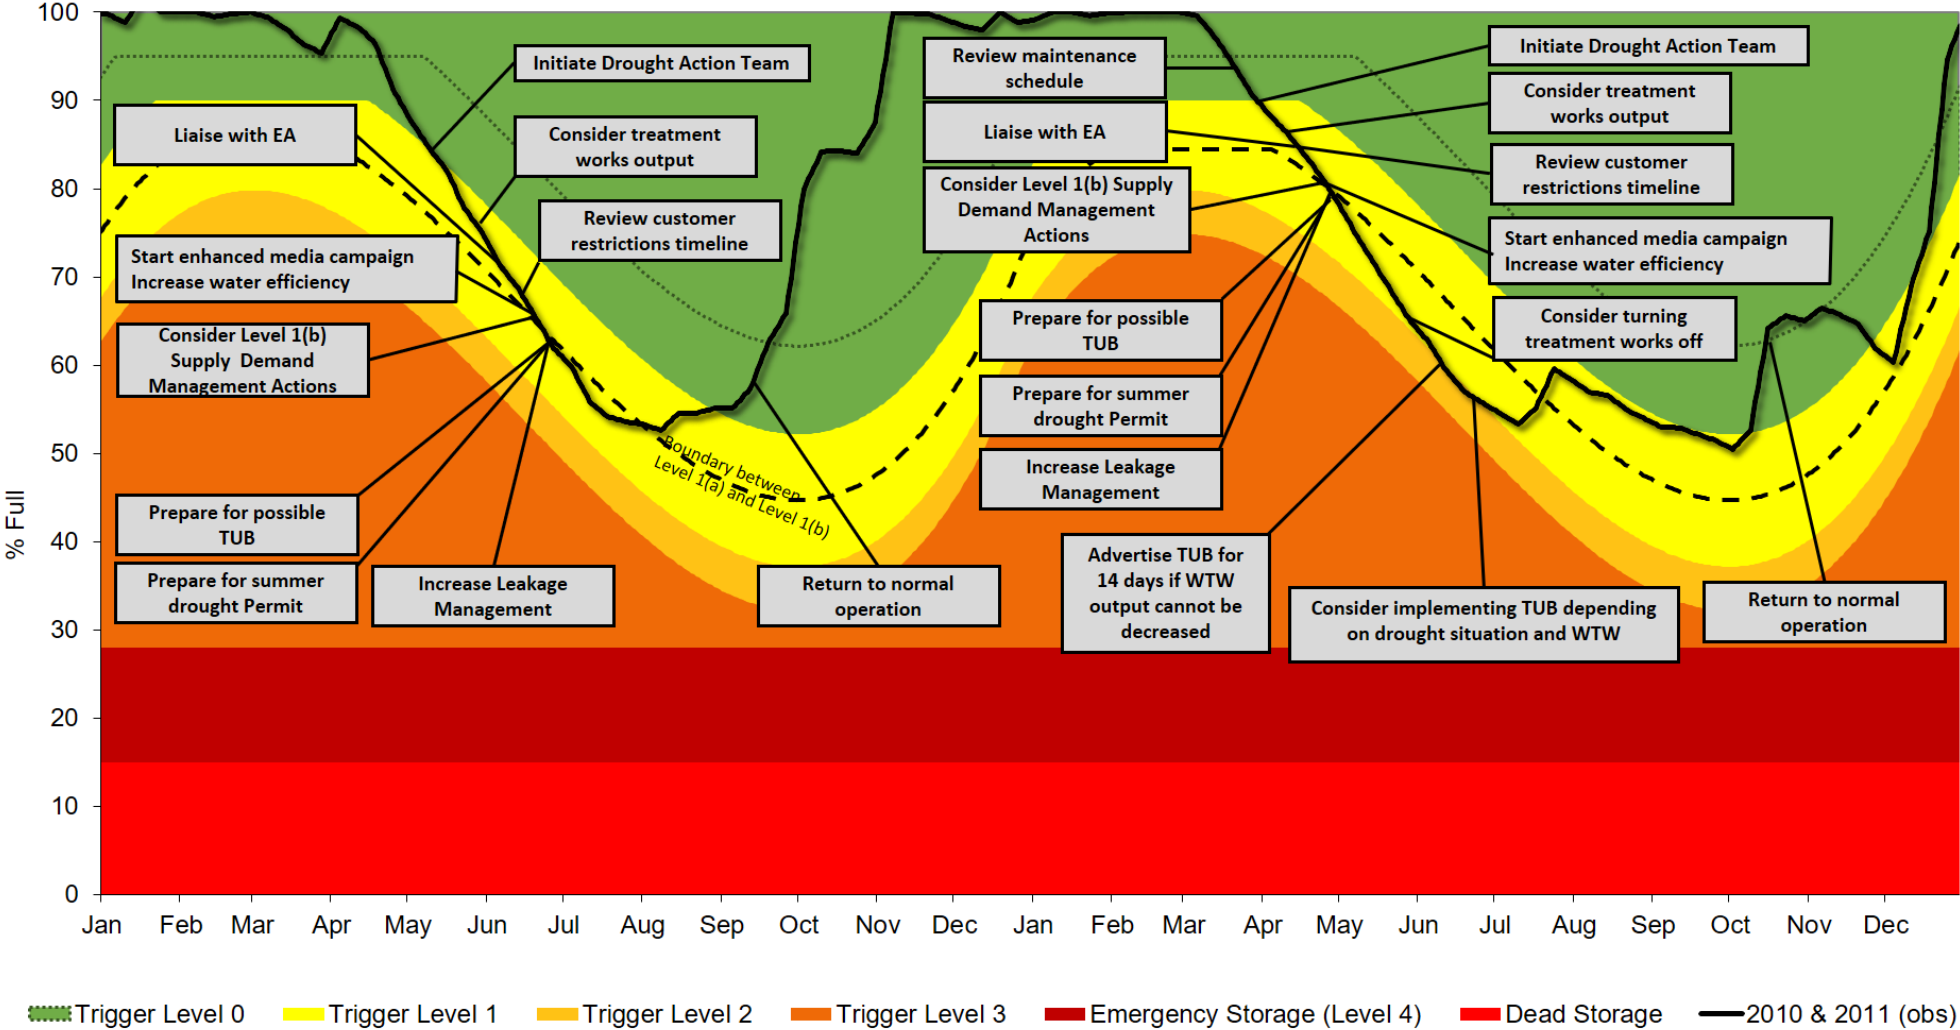 100
90
80
70
60
50
40
30
20
10
0
% Full
Initiate Drought Action Team
Liaise with EA
Consider treatment
works output
Review customer
restrictions timeline
Start enhanced media campaign
Increase water efficiency
Consider Level 1(b)
Supply Demand
Management Actions
Prepare for possible
TUB
Prepare for summer
drought Permit
Increase Leakage
Management
Boundary between
Level 1(a) and Level 1(b)
Return to normal
operation
Review maintenance
schedule
Liaise with EA
Consider Level 1(b) Supply
Demand Management
Actions
Prepare for possible
TUB
Prepare for summer
drought Permit
Increase Leakage
Management
Advertise TUB for
14 days if WTW
output cannot be
decreased
Initiate Drought Action Team
Consider treatment
works output
Review customer
restrictions timeline
Start enhanced media campaign
Increase water efficiency
Consider turning
treatment works off
Consider implementing TUB depending
on drought situation and WTW
Return to normal
operation
Jan Feb Mar Apr May Jun Jul Aug Sep Oct Nov Dec Jan Feb Mar Apr May Jun Jul Aug Sep Oct Nov Dec
Trigger Level 0 Trigger Level 1 Trigger Level 2 Trigger Level 3 Emergency Storage (Level 4) Dead Storage 2010 & 2011 (obs)